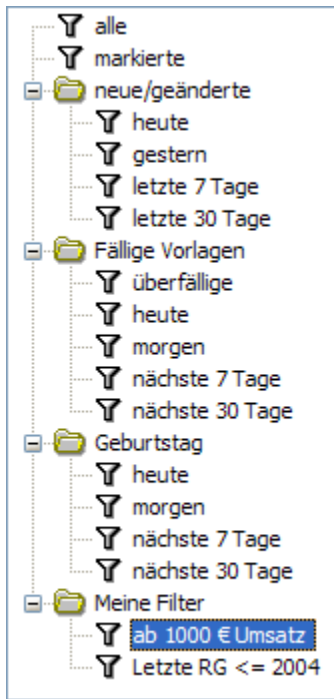 alle
markierte
neue/geänderte
heute
gestern
letzte 7 Tage
letzte 30 Tage
Fällige Vorlagen
überfällige
heute
morgen
nächste 7 Tage
nächste 30 Tage
Geburtstag
heute
morgen
nächste 7 Tage
nächste 30 Tage
Meine Filter
ab 1000 € Umsatz
Letzte RG <= 2004